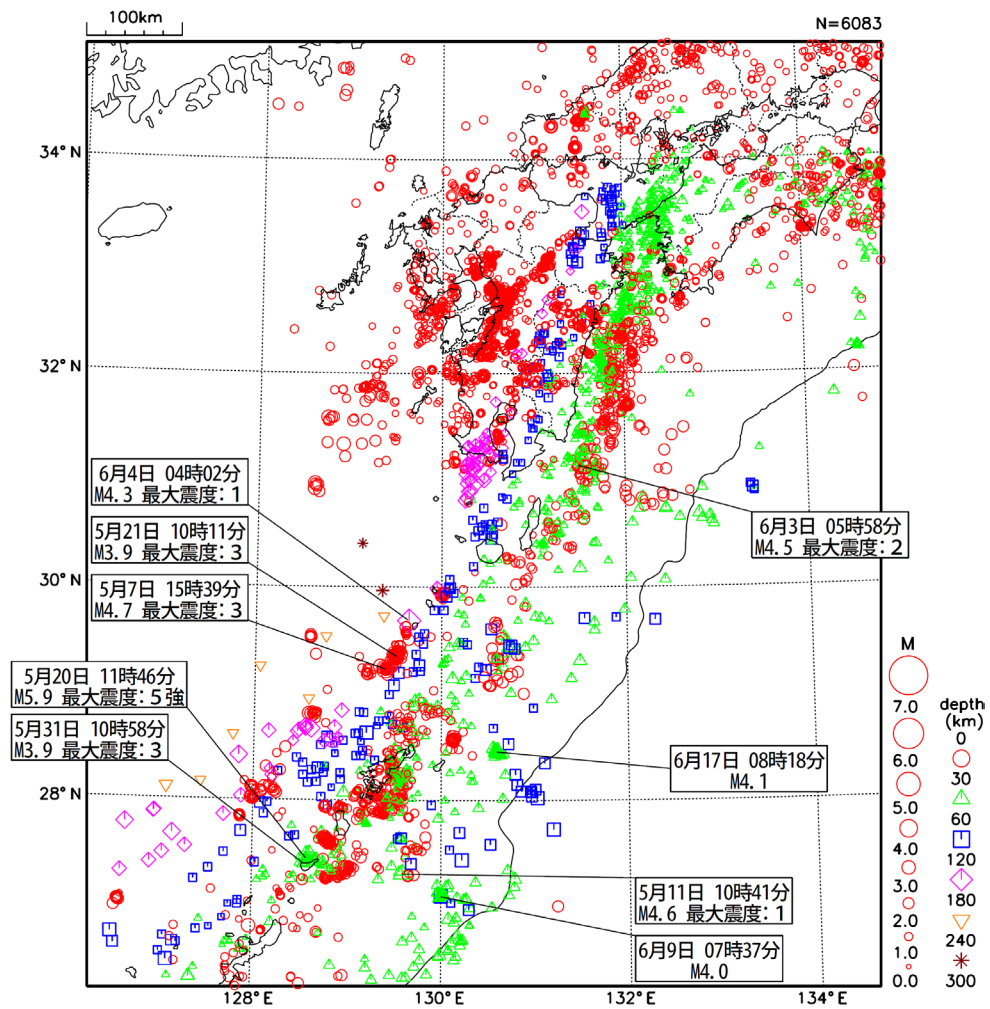 100km
N=6083
34°N
32°N
6月4日 04時02分
M4.3 最大震度:1
5月21日 10時11分
M3.9 最大震度:3
6月3日 05時58分
M4.5 最大震度:2
30°N
5月7日 15時39分
M4.7 最大震度:3
5月20日 11時46分
M5.9 最大震度:5強
5月31日 10時58分
M3.9 最大震度:3
6月17日 08時18分
M4.1
28°N
5月11日 10時41分
M4.6 最大震度:1
6月9日 07時37分
M4.0
128°E
130°E
132°E
134°E
M
7.0
6.0
5.0
4.0
3.0
2.0
1.0
0.0
depth
(km)
0
30
60
120
180
240
300